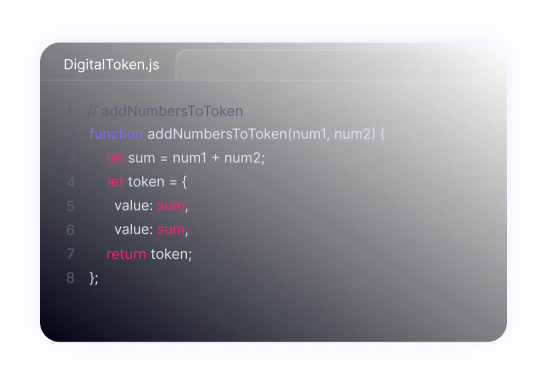 DigitalToken.js
1 // addNumbersToToken
2 function addNumbersToToken(num1, num2) {
3 let sum = num1 + num2;
4 let token = {
5 value: sum,
6 value: sum,
7 return token;
8 };